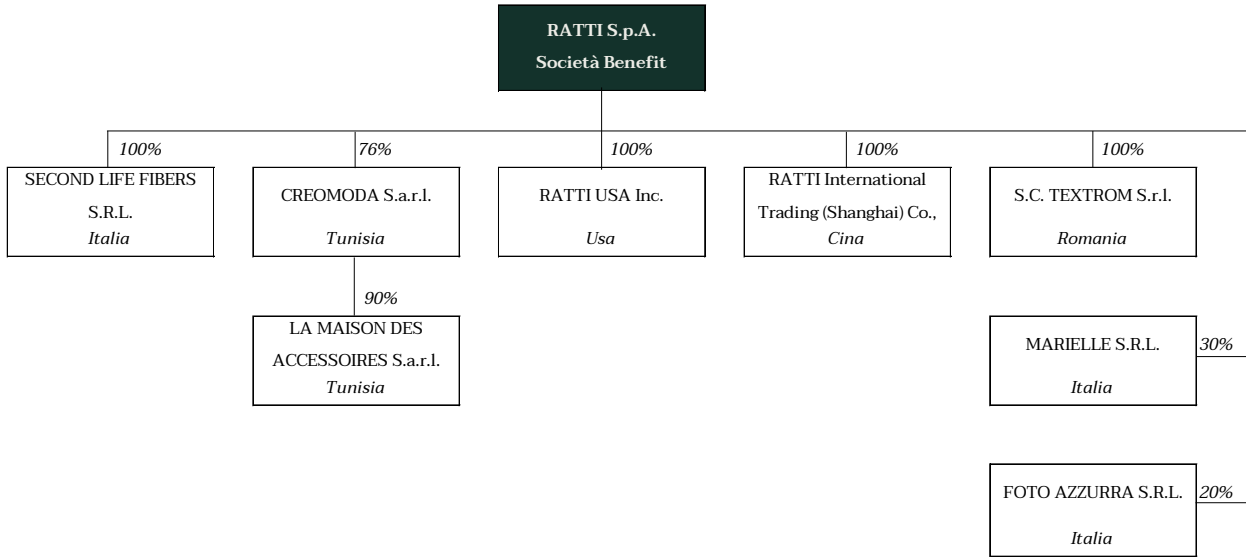 RATTI S.p.A.
Società Benefit
100%
76%
100%
100%
100%
SECOND LIFE FIBERS
S.R.L.
Italia
CREOMODA S.a.r.l.
Tunisia
RATTI USA Inc.
Usa
RATTI International
Trading (Shanghai) Co.,
Cina
S.C. TEXTROM S.r.l.
Romania
90%
LA MAISON DES
ACCESSOIRES S.a.r.l.
Tunisia
MARIELLE S.R.L.
Italia
30%
FOTO AZZURRA S.R.L.
Italia
20%